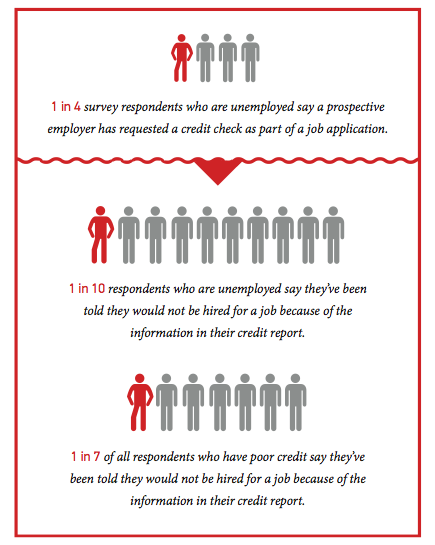 1 in 4 survey respondents who are unemployed say a prospective
employer has requested a credit check as part of a job application.
1 in 10 respondents who are unemployed say they've been
told they would not be hired for a job because of the
information in their credit report.
1 in 7 of all respondents who have poor credit say they've
been told they would not be hired for a job because of the
information in their credit report.